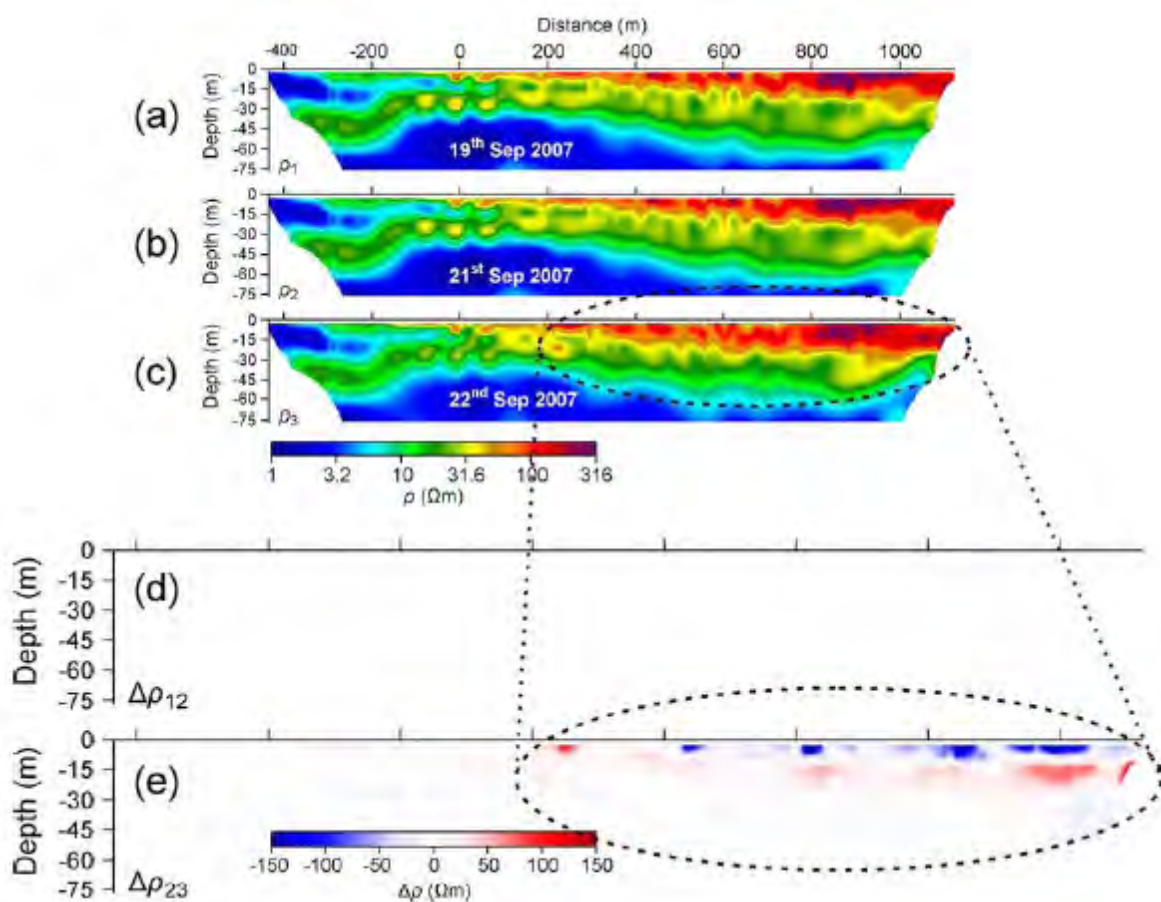 Distance (m)
-400 -200 0 200 400 600 800 1000
(a)
Depth (m)
0
-15
-30
-45
-60
-75
ρ1
19th Sep 2007
(b)
Depth (m)
0
-15
-30
-45
-60
-75
ρ2
21st Sep 2007
(c)
Depth (m)
0
-15
-30
-45
-60
-75
ρ3
22nd Sep 2007
1 3.2 10 31.6 100 316
ρ (Ωm)
(d)
Depth (m)
0
-15
-30
-45
-60
-75
Δρ12
(e)
Depth (m)
0
-15
-30
-45
-60
-75
Δρ23
-150 -100 -50 0 50 100 150
Δρ (Ωm)